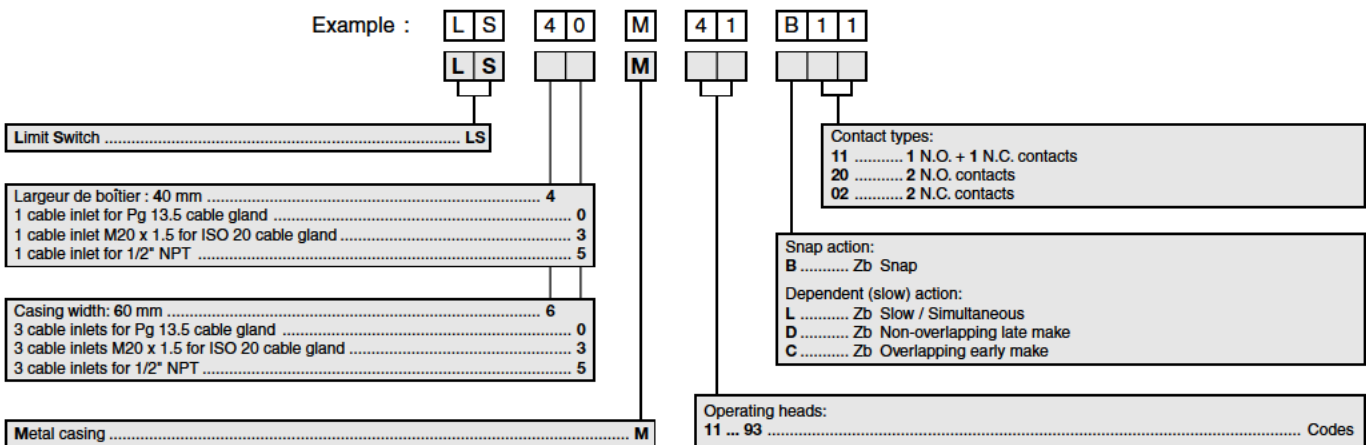 Example : L S 4 0 M 4 1 B 1 1
L S M
Limit Switch ........ LS
Largeur de boîtier : 40 mm ........ 4
1 cable inlet for Pg 13.5 cable gland ........ 0
1 cable inlet M20 x 1.5 for ISO 20 cable gland ........ 3
1 cable inlet for 1/2" NPT ........ 5
Casing width: 60 mm ........ 6
3 cable inlets for Pg 13.5 cable gland ........ 0
3 cable inlets M20 x 1.5 for ISO 20 cable gland ........ 3
3 cable inlets for 1/2" NPT ........ 5
Metal casing ........ M
Contact types:
11 ........... 1 N.O. + 1 N.C. contacts
20 ........... 2 N.O. contacts
02 ........... 2 N.C. contacts
Snap action:
B ........... Zb Snap
Dependent (slow) action:
L ........... Zb Slow / Simultaneous
D ........... Zb Non-overlapping late make
C ........... Zb Overlapping early make
Operating heads:
11 ... 93 ........ Codes